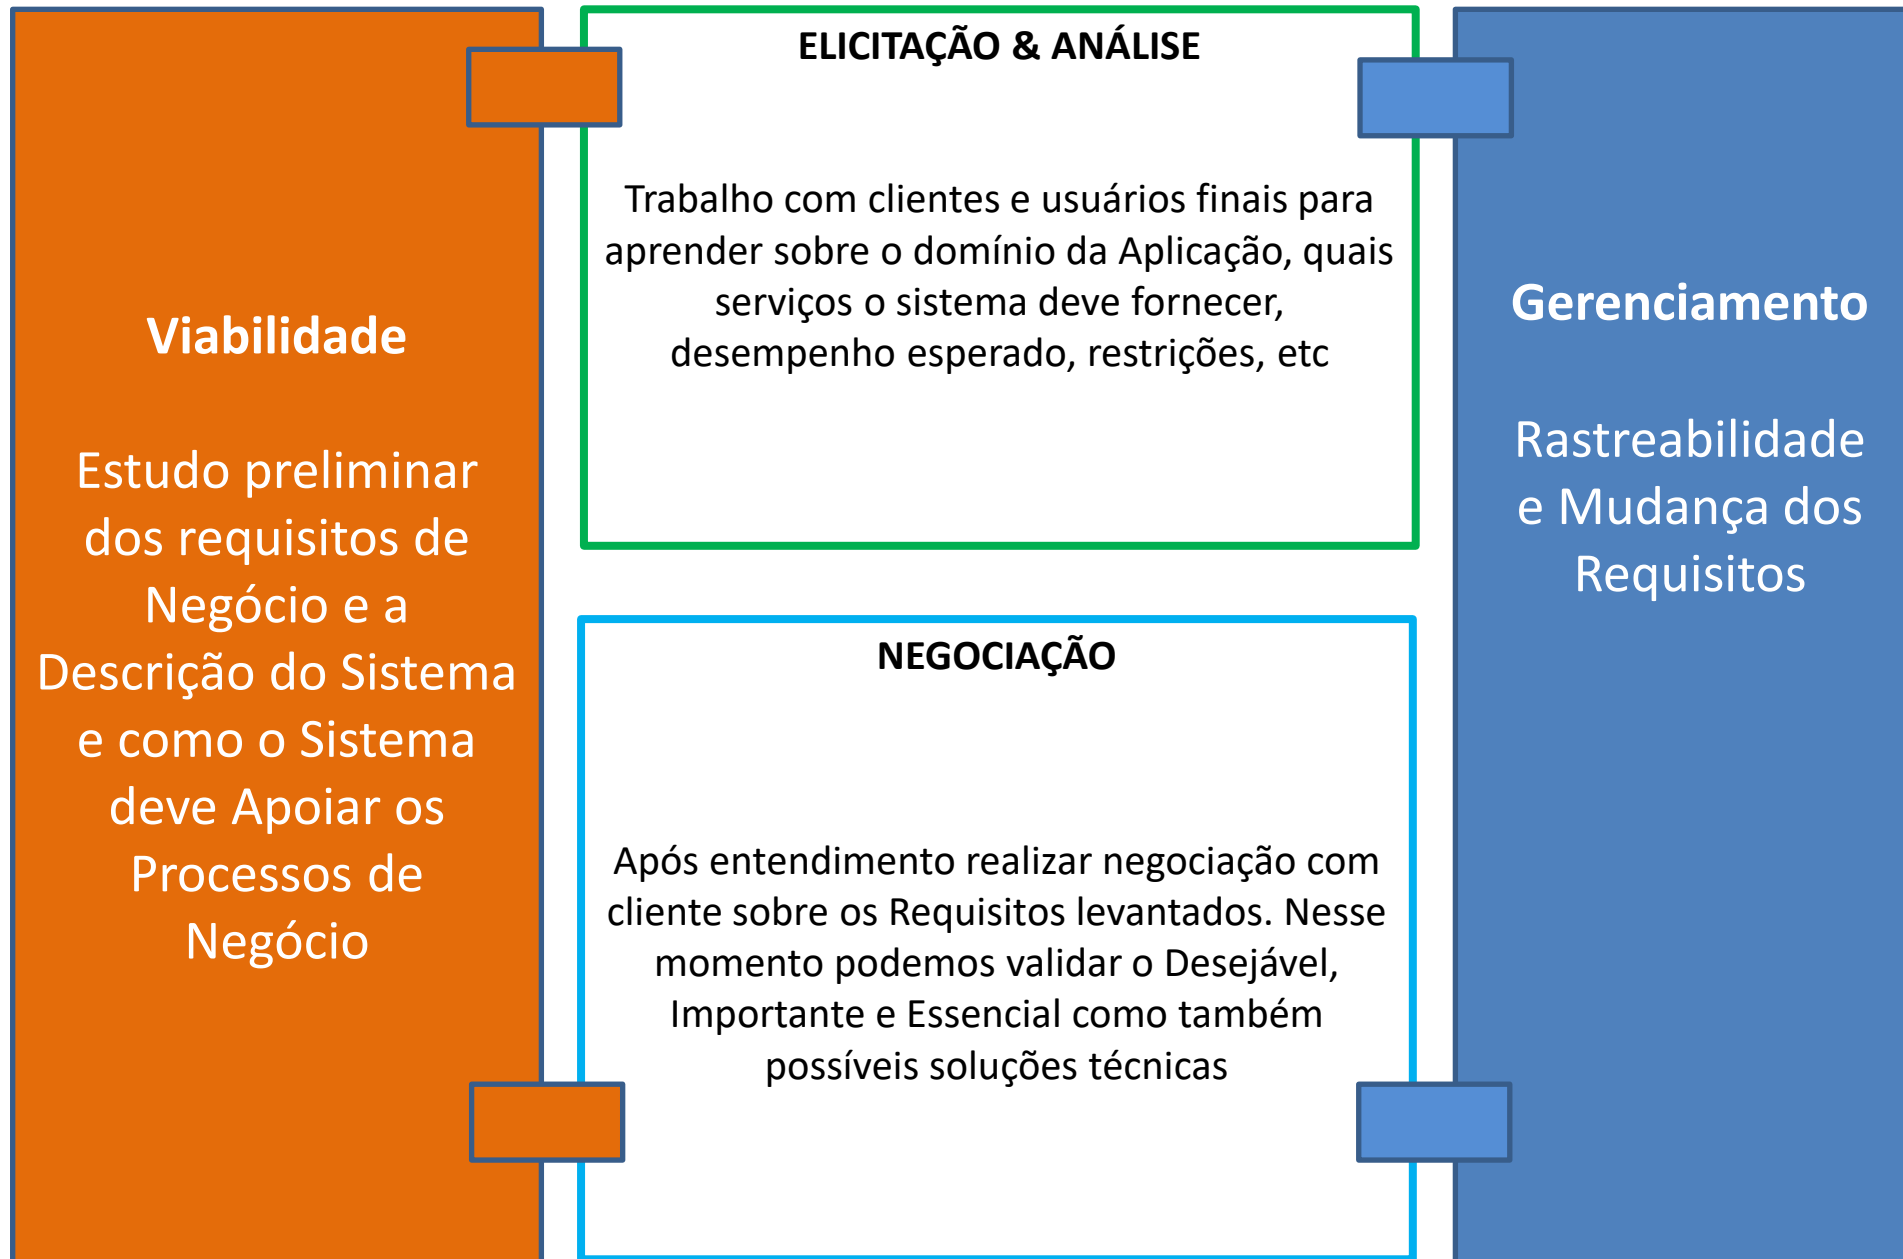 Viabilidade
Estudo preliminar
dos requisitos de
Negócio e a
Descrição do Sistema
e como o Sistema
deve Apoiar os
Processos de
Negócio
ELICITAÇÃO & ANÁLISE
Trabalho com clientes e usuários finais para
aprender sobre o domínio da Aplicação, quais
serviços o sistema deve fornecer,
desempenho esperado, restrições, etc
NEGOCIAÇÃO
Após entendimento realizar negociação com
cliente sobre os Requisitos levantados. Nesse
momento podemos validar o Desejável,
Importante e Essencial como também
possíveis soluções técnicas
Gerenciamento
Rastreabilidade
e Mudança dos
Requisitos